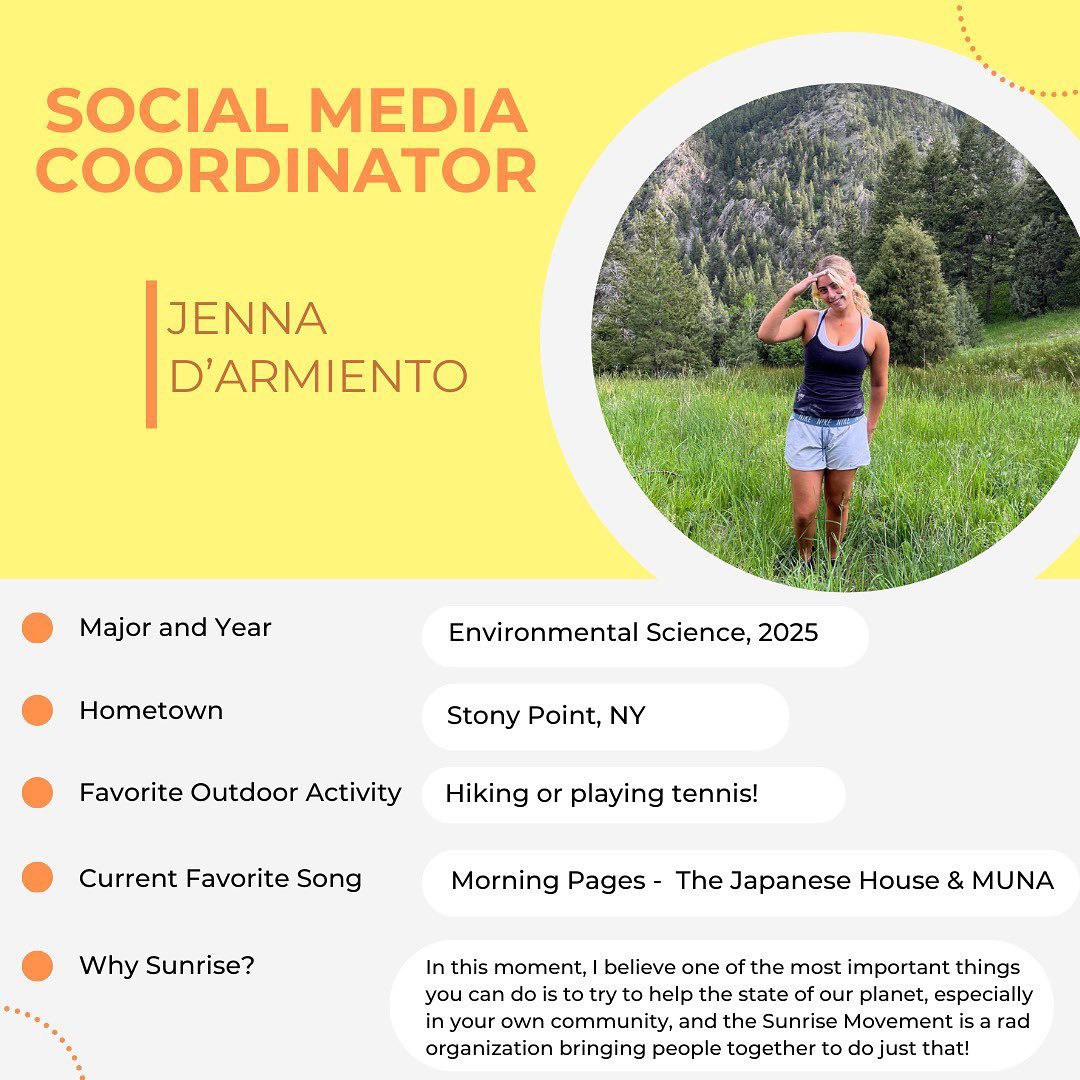 SOCIAL MEDIA
COORDINATOR
JENNA
D'ARMIENTO
NIKE NIKE NIKE
Major and Year
Environmental Science, 2025
Hometown
Stony Point, NY
Favorite Outdoor Activity
Hiking or playing tennis!
Current Favorite Song
Morning Pages - The Japanese House & MUNA
Why Sunrise?
In this moment, I believe one of the most important things
you can do is to try to help the state of our planet, especially
in your own community, and the Sunrise Movement is a rad
organization bringing people together to do just that!